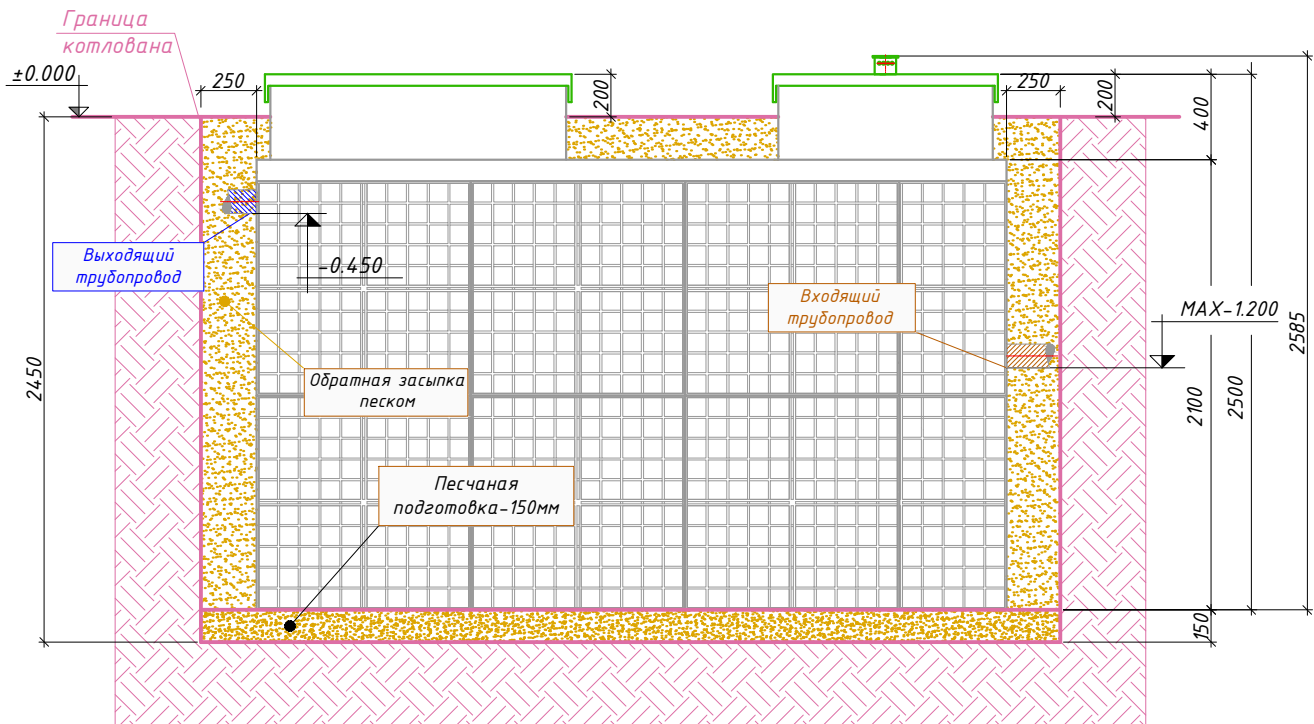 Граница
котлована
±0.000
250
200
250
200
400
Выходящий
трубопровод
-0.450
Входящий
трубопровод
MAX-1.200
2585
2450
Обратная засыпка
песком
2100
2500
Песчаная
подготовка-150мм
150